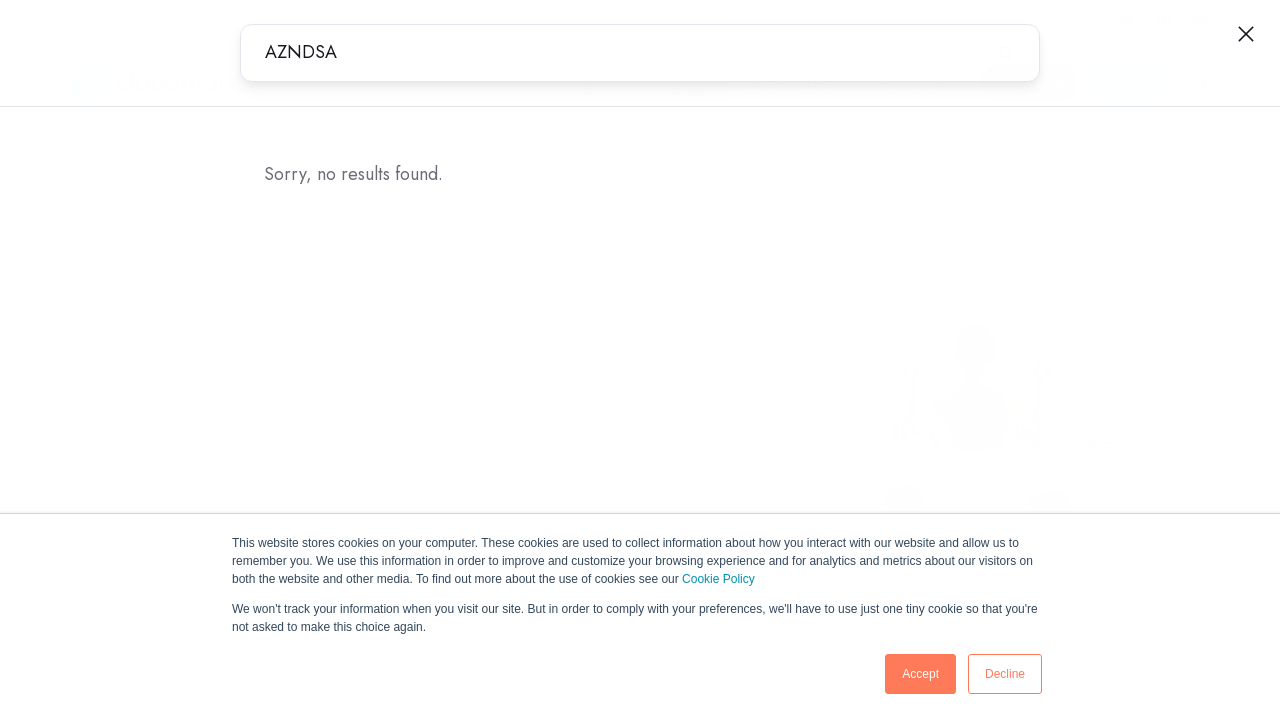 AZNDSA
Sorry, no results found.
This website stores cookies on your computer. These cookies are used to collect information about how you interact with our website and allow us to
remember you. We use this information in order to improve and customize your browsing experience and for analytics and metrics about our visitors on
both the website and other media. To find out more about the use of cookies see our Cookie Policy
We won't track your information when you visit our site. But in order to comply with your preferences, we'll have to use just one tiny cookie so that you're
not asked to make this choice again.
Accept Decline